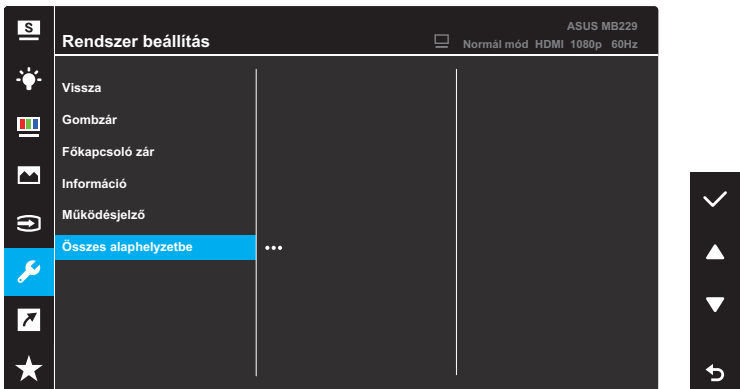 S
Rendszer beállítás
ASUS MB229
Normál mód HDMI 1080p 60Hz
Vissza
Gombzár
Főkapcsoló zár
Információ
Működésjelző
Összes alaphelyzetbe